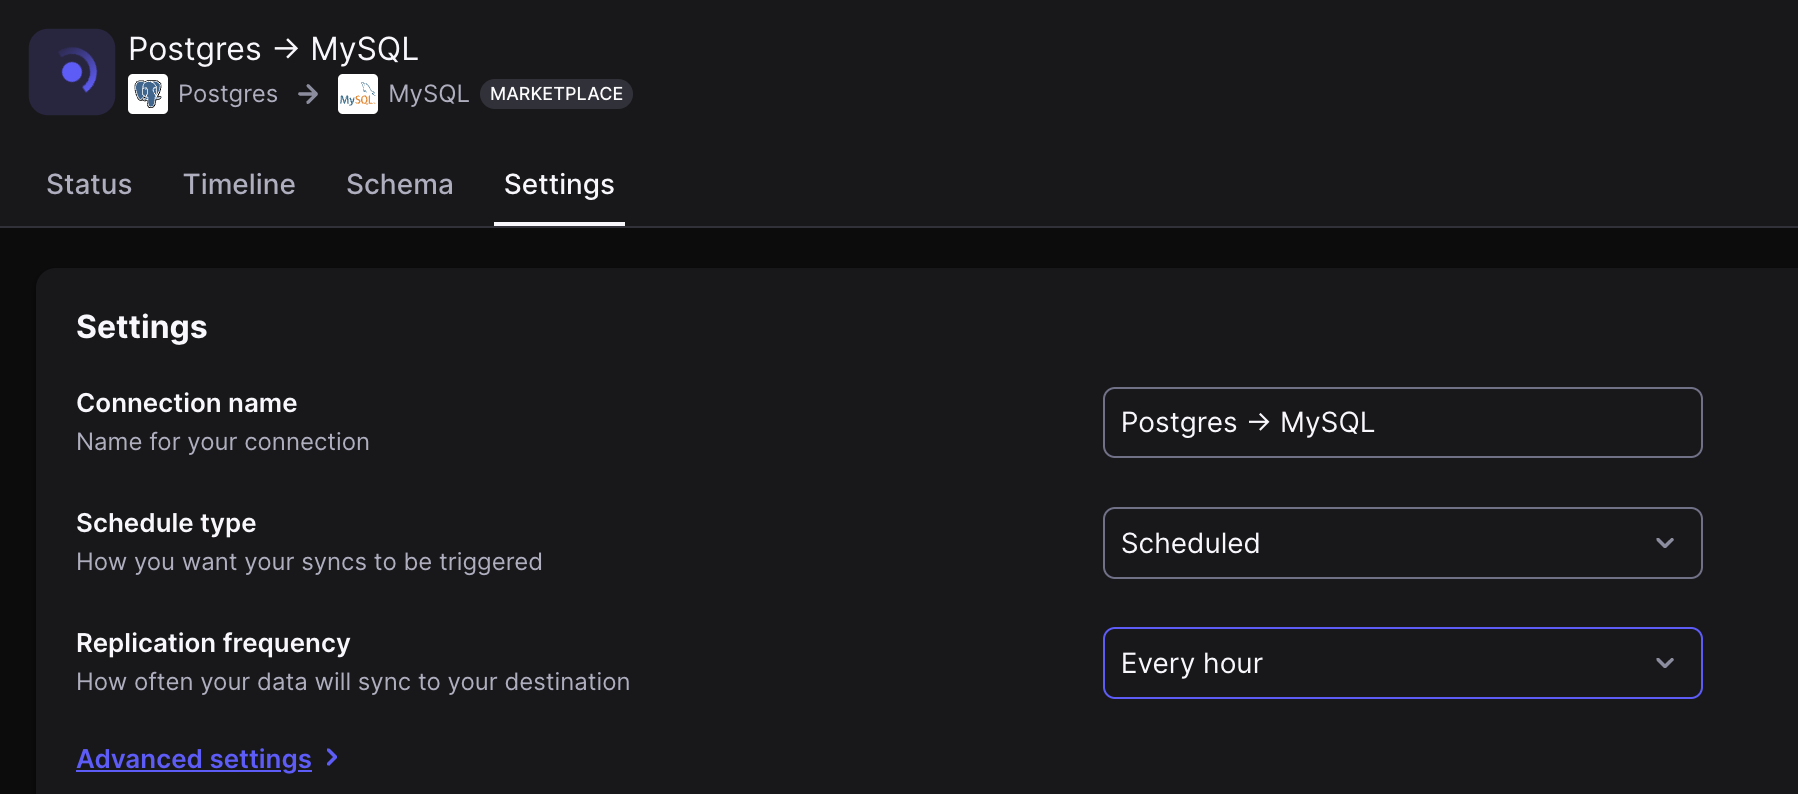 Postgres → MySQL
Postgres → MySQL MySQL MARKETPLACE
Status Timeline Schema Settings
Settings
Connection name
Name for your connection
Postgres → MySQL
Schedule type
How you want your syncs to be triggered
Scheduled
Replication frequency
How often your data will sync to your destination
Every hour
Advanced settings